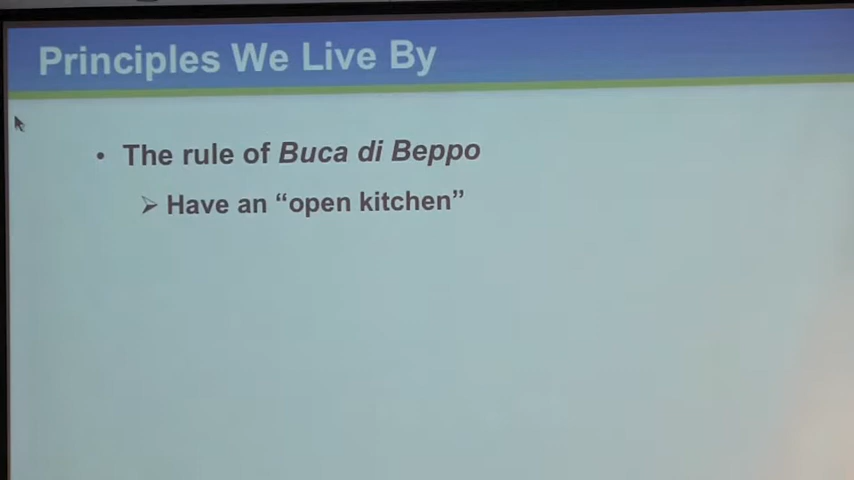 Principles We Live By
• The rule of Buca di Beppo
➢ Have an “open kitchen”